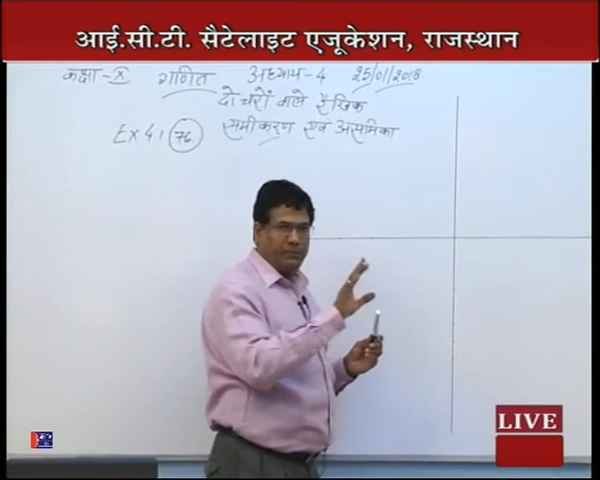 आई.सी.टी. सैटेलाइट एजूकेशन, राजस्थान
कक्षा-X गणित अध्याय-4 25/01/2018
दो चरों वाले रैखिक
Ex 4.1 76 समीकरण एवं असमिका
LIVE